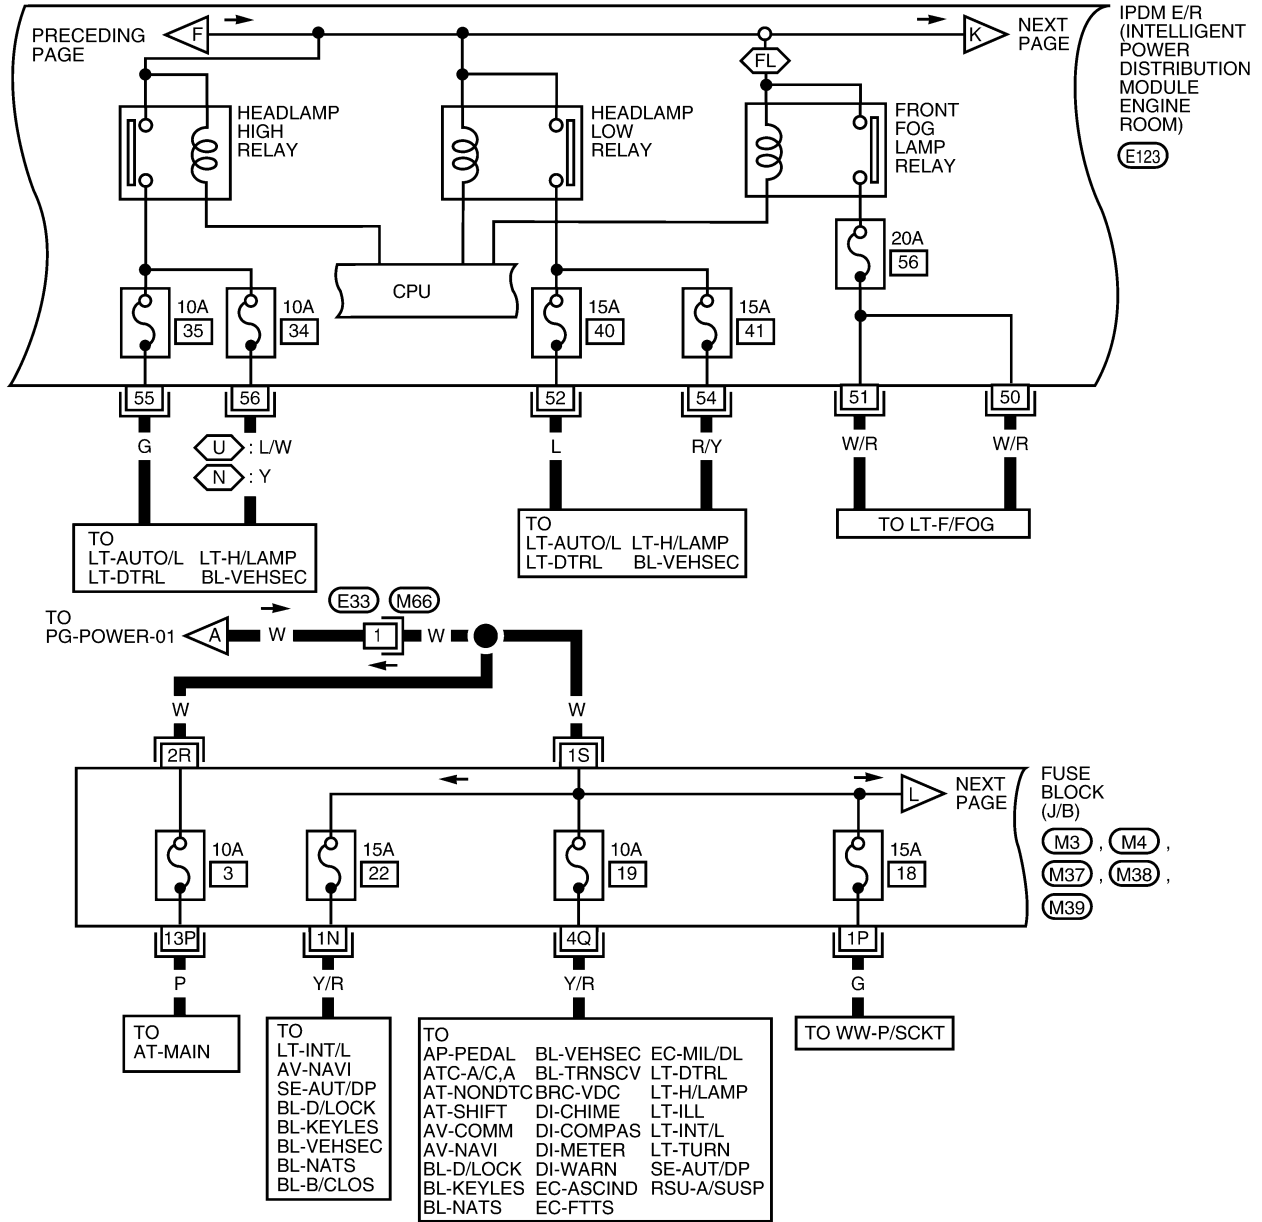 PRECEDING
PAGE
F
K
NEXT
PAGE
IPDM E/R
(INTELLIGENT
POWER
DISTRIBUTION
MODULE
ENGINE
ROOM)
E123
FL
HEADLAMP
HIGH
RELAY
HEADLAMP
LOW
RELAY
FRONT
FOG
LAMP
RELAY
CPU
20A
56
10A
35
10A
34
15A
40
15A
41
55
56
52
54
51
50
G
U : L/W
N : Y
L
R/Y
W/R
W/R
TO
LT-AUTO/L LT-H/LAMP
LT-DTRL BL-VEHSEC
TO
LT-AUTO/L LT-H/LAMP
LT-DTRL BL-VEHSEC
TO LT-F/FOG
TO
PG-POWER-01
A
W
E33
M66
1
W
W
W
2R
1S
L
NEXT
PAGE
FUSE
BLOCK
(J/B)
M3 , M4 ,
M37 , M38 ,
M39
10A
3
15A
22
10A
19
15A
18
13P
1N
4Q
1P
P
Y/R
Y/R
G
TO
AT-MAIN
TO
LT-INT/L
AV-NAVI
SE-AUT/DP
BL-D/LOCK
BL-KEYLES
BL-VEHSEC
BL-NATS
BL-B/CLOS
TO
AP-PEDAL BL-VEHSEC EC-MIL/DL
ATC-A/C,A BL-TRNSCV LT-DTRL
AT-NONDTC BRC-VDC LT-H/LAMP
AT-SHIFT DI-CHIME LT-ILL
AV-COMM DI-COMPAS LT-INT/L
AV-NAVI DI-METER LT-TURN
BL-D/LOCK DI-WARN SE-AUT/DP
BL-KEYLES EC-ASCIND RSU-A/SUSP
BL-NATS EC-FTTS
TO WW-P/SCKT